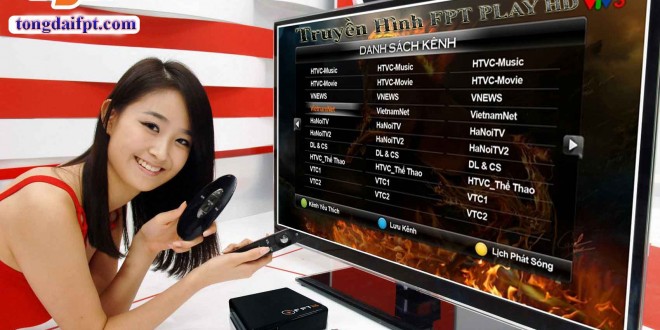 tongdaifpt.com
Truyền Hình FPT PLAY HD
VTV3
DANH SÁCH KÊNH
HTVC-Music HTVC-Music HTVC-Music
HTVC-Movie HTVC-Movie HTVC-Movie
VNEWS VNEWS VNEWS
VietnamNet VietnamNet VietnamNet
HaNoiTV HaNoiTV HaNoiTV
HaNoiTV2 HaNoiTV2 HaNoiTV2
DL & CS DL & CS DL & CS
HTVC_Thể Thao HTVC_Thể Thao HTVC_Thể Thao
VTC1 VTC1 VTC1
VTC2 VTC2 VTC2
Kênh Yêu Thích Lưu Kênh Lịch Phát Sóng
FPT